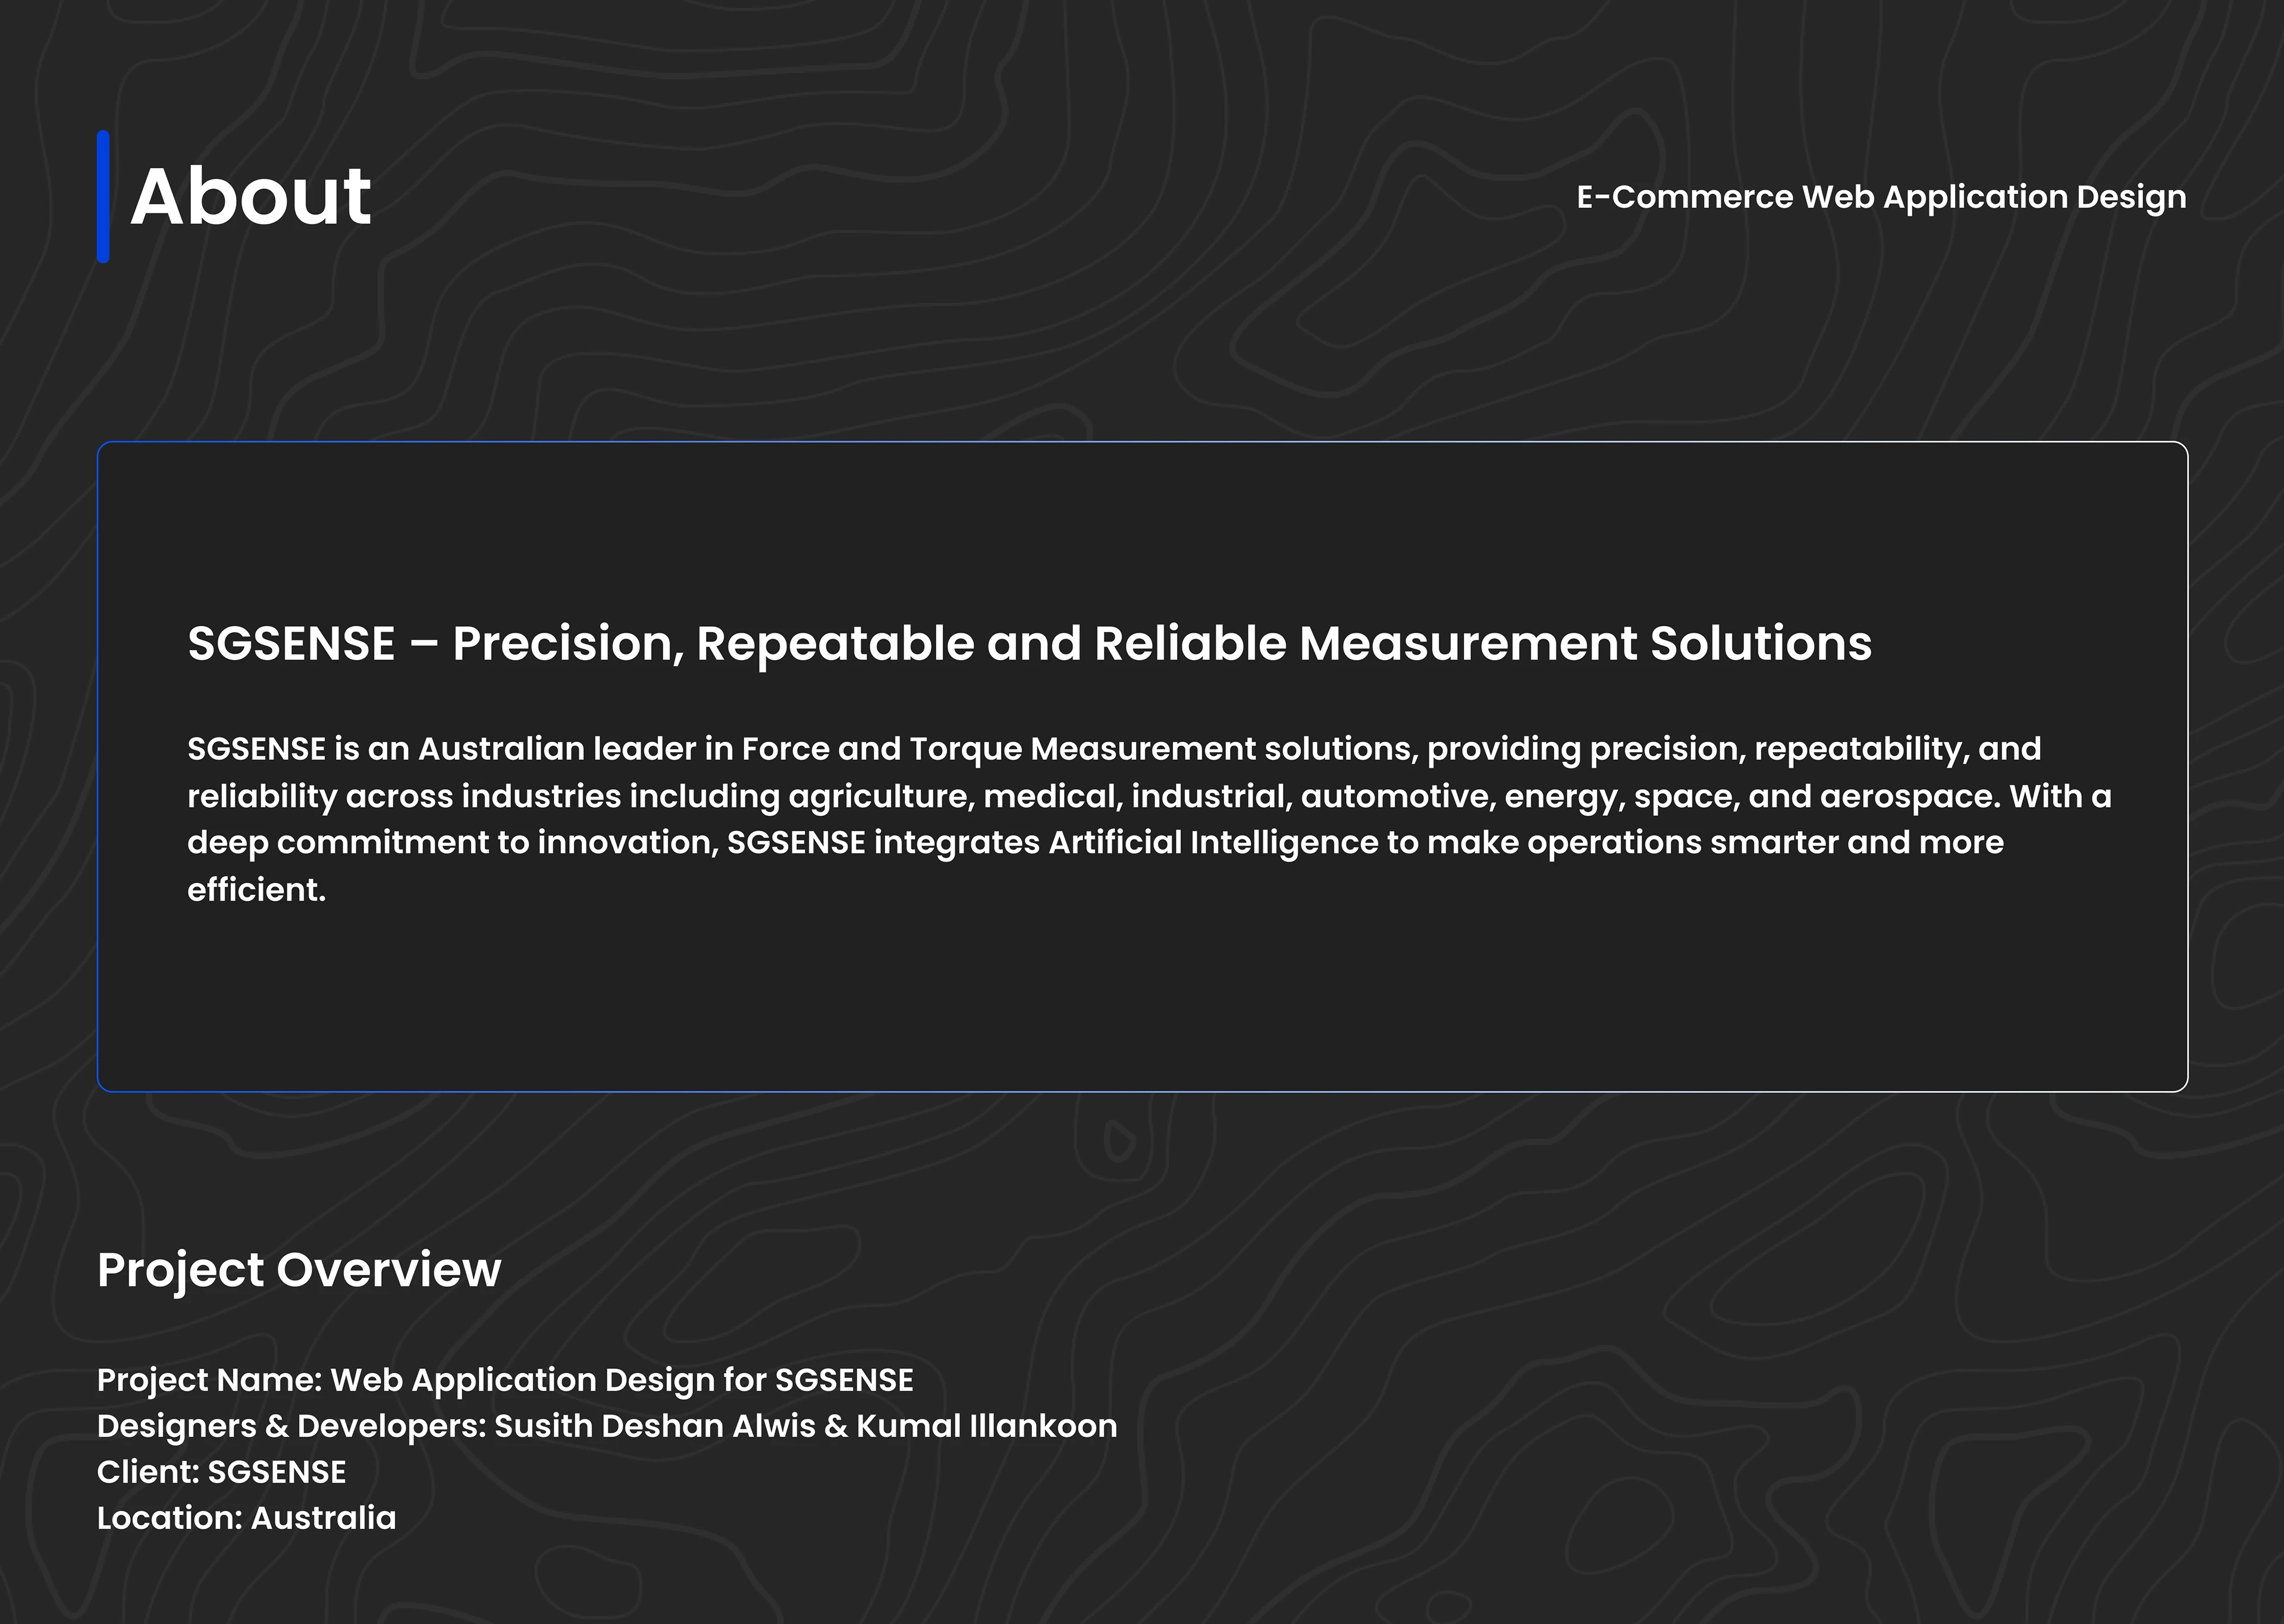 About
E-Commerce Web Application Design
SGSENSE – Precision, Repeatable and Reliable Measurement Solutions
SGSENSE is an Australian leader in Force and Torque Measurement solutions, providing precision, repeatability, and
reliability across industries including agriculture, medical, industrial, automotive, energy, space, and aerospace. With a
deep commitment to innovation, SGSENSE integrates Artificial Intelligence to make operations smarter and more
efficient.
Project Overview
Project Name: Web Application Design for SGSENSE
Designers & Developers: Susith Deshan Alwis & Kumal Illankoon
Client: SGSENSE
Location: Australia